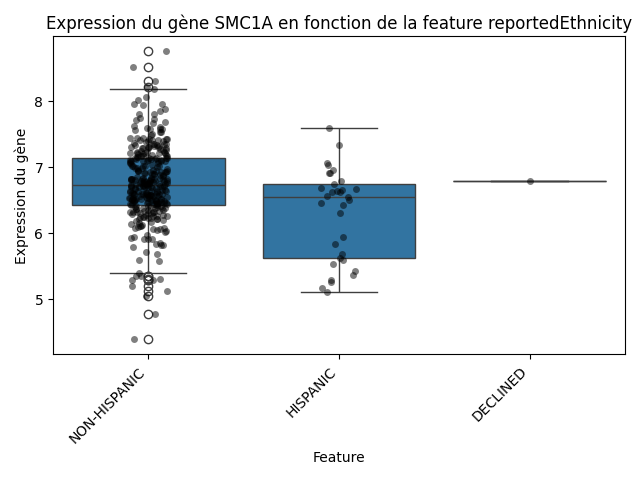 Expression du gène SMC1A en fonction de la feature reportedEthnicity
Expression du gène
8
7
6
5
NON-HISPANIC
HISPANIC
DECLINED
Feature